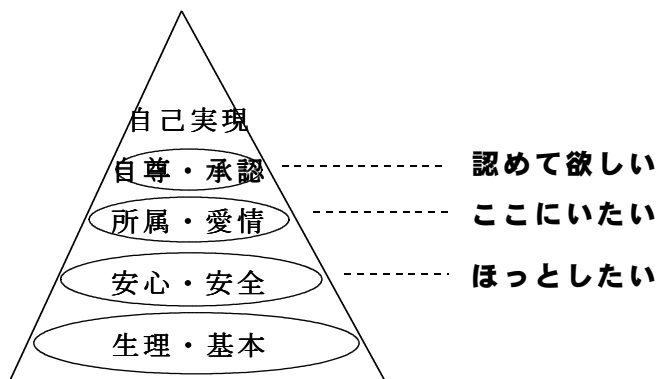 自己実現
自尊・承認 認めて欲しい
所属・愛情 ここにいたい
安心・安全 ほっとしたい
生理・基本